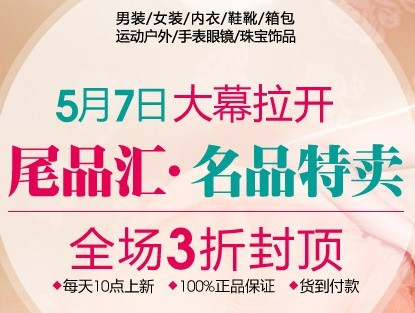 男装/女装/内衣/鞋靴/箱包
运动户外/手表眼镜/珠宝饰品
5月7日大幕拉开
尾品汇·名品特卖
全场3折封顶
◆每天10点上新 ◆100%正品保证 ◆货到付款